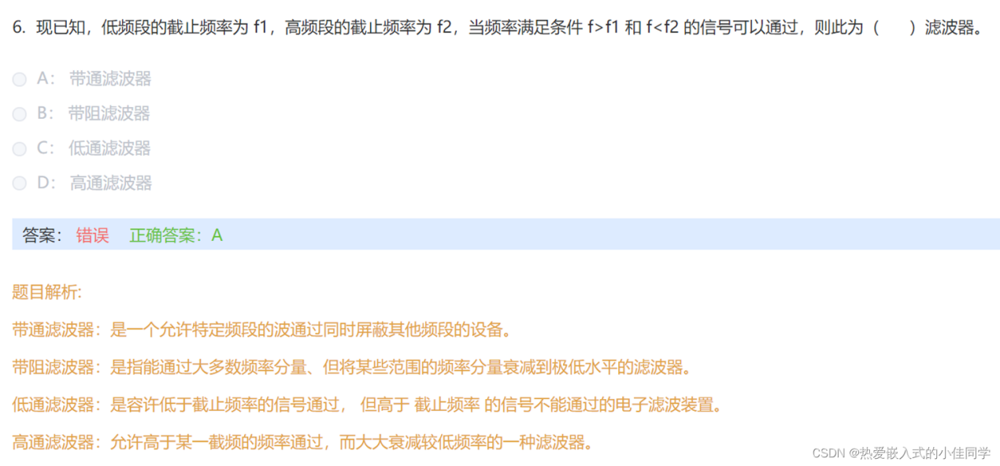 6. 现已知，低频段的截止频率为 f1，高频段的截止频率为 f2，当频率满足条件 f>f1 和 f<f2 的信号可以通过，则此为（　　）滤波器。
A： 带通滤波器
B： 带阻滤波器
C： 低通滤波器
D： 高通滤波器
答案： 错误 正确答案：A
题目解析:
带通滤波器：是一个允许特定频段的波通过同时屏蔽其他频段的设备。
带阻滤波器：是指能通过大多数频率分量、但将某些范围的频率分量衰减到极低水平的滤波器。
低通滤波器：是容许低于截止频率的信号通过， 但高于 截止频率 的信号不能通过的电子滤波装置。
高通滤波器：允许高于某一截频的频率通过，而大大衰减较低频率的一种滤波器。
CSDN @热爱嵌入式的小佳同学